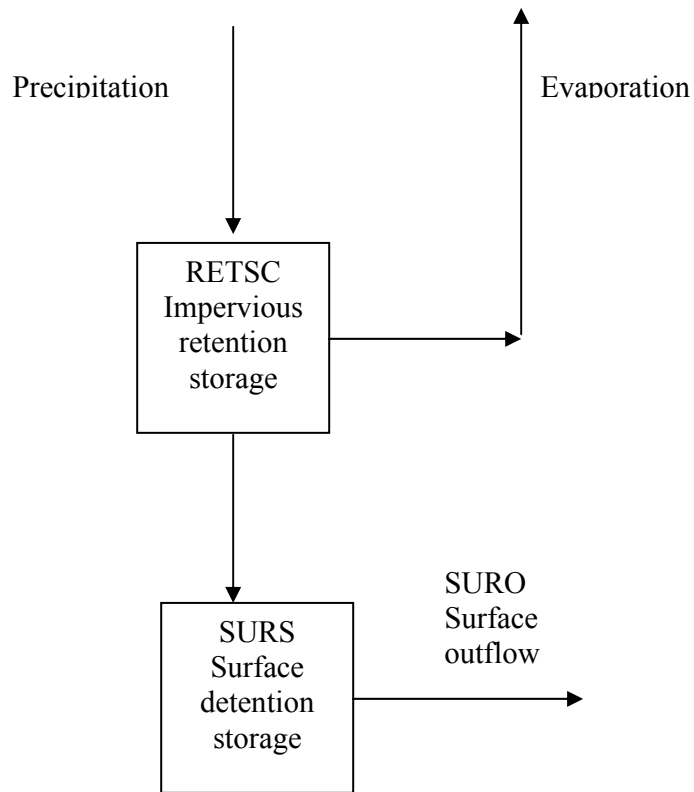 Precipitation
Evaporation
RETSC
Impervious
retention
storage
SURO
Surface
outflow
SURS
Surface
detention
storage